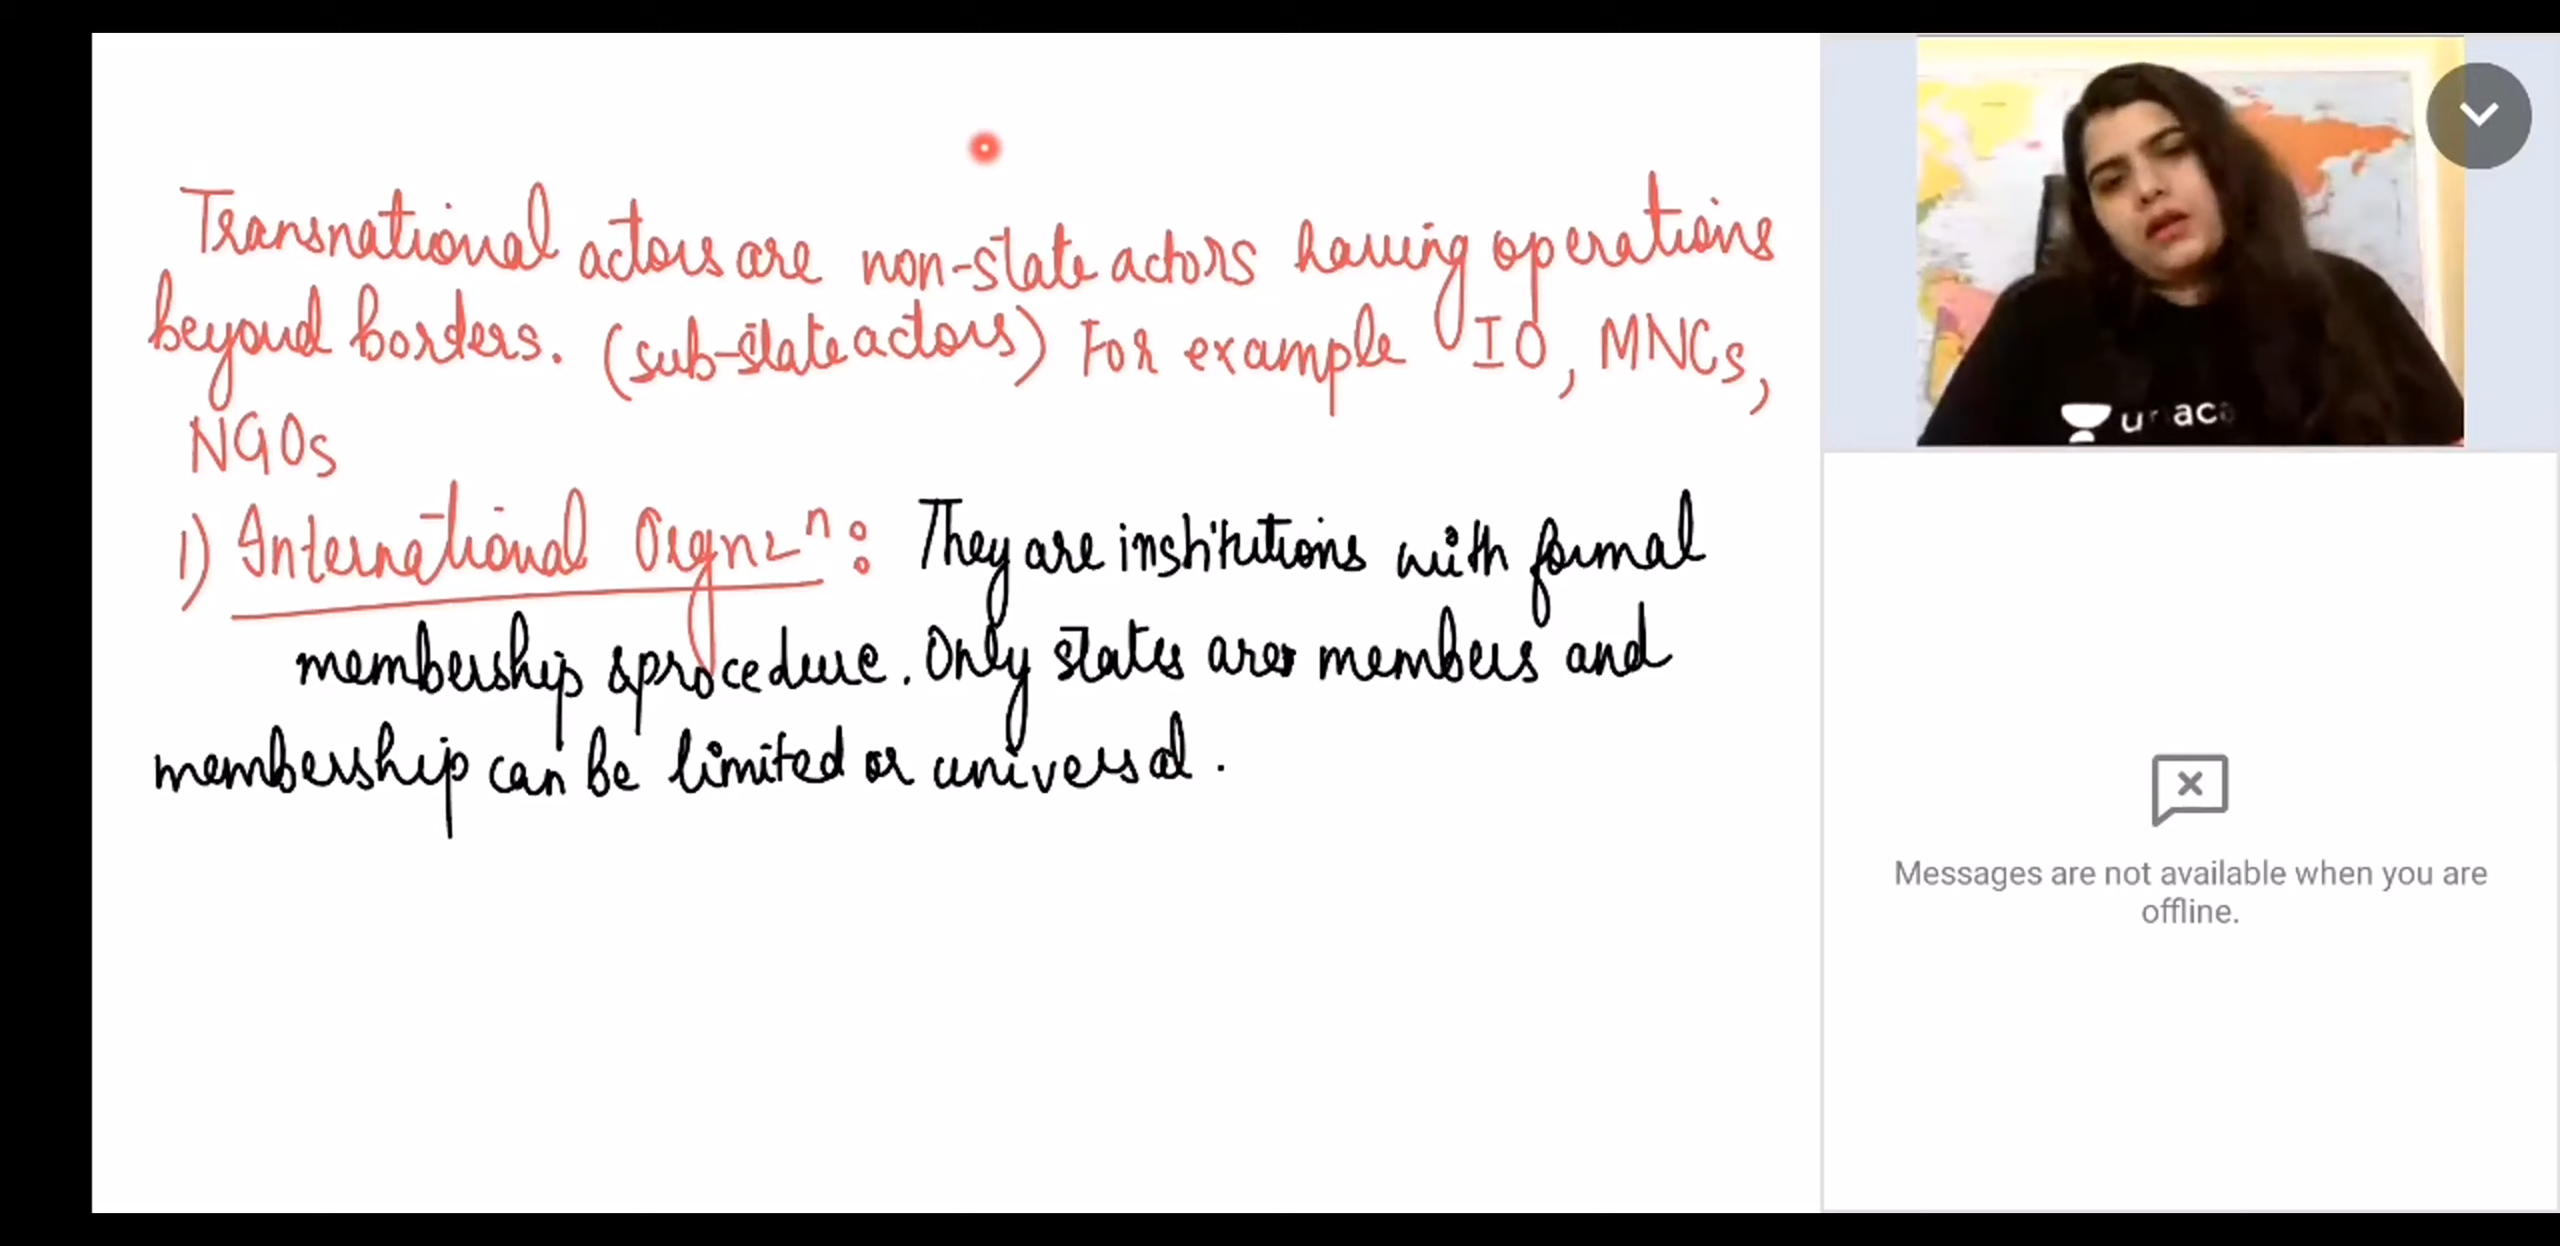 Transnational actors are non-state actors having operations
beyond borders. (sub-state actors) For example IO, MNCs,
NGOs
1) International Orgnzn: They are institutions with formal
membership & procedure. Only states are members and
membership can be limited or universal.
Messages are not available when you are
offline.